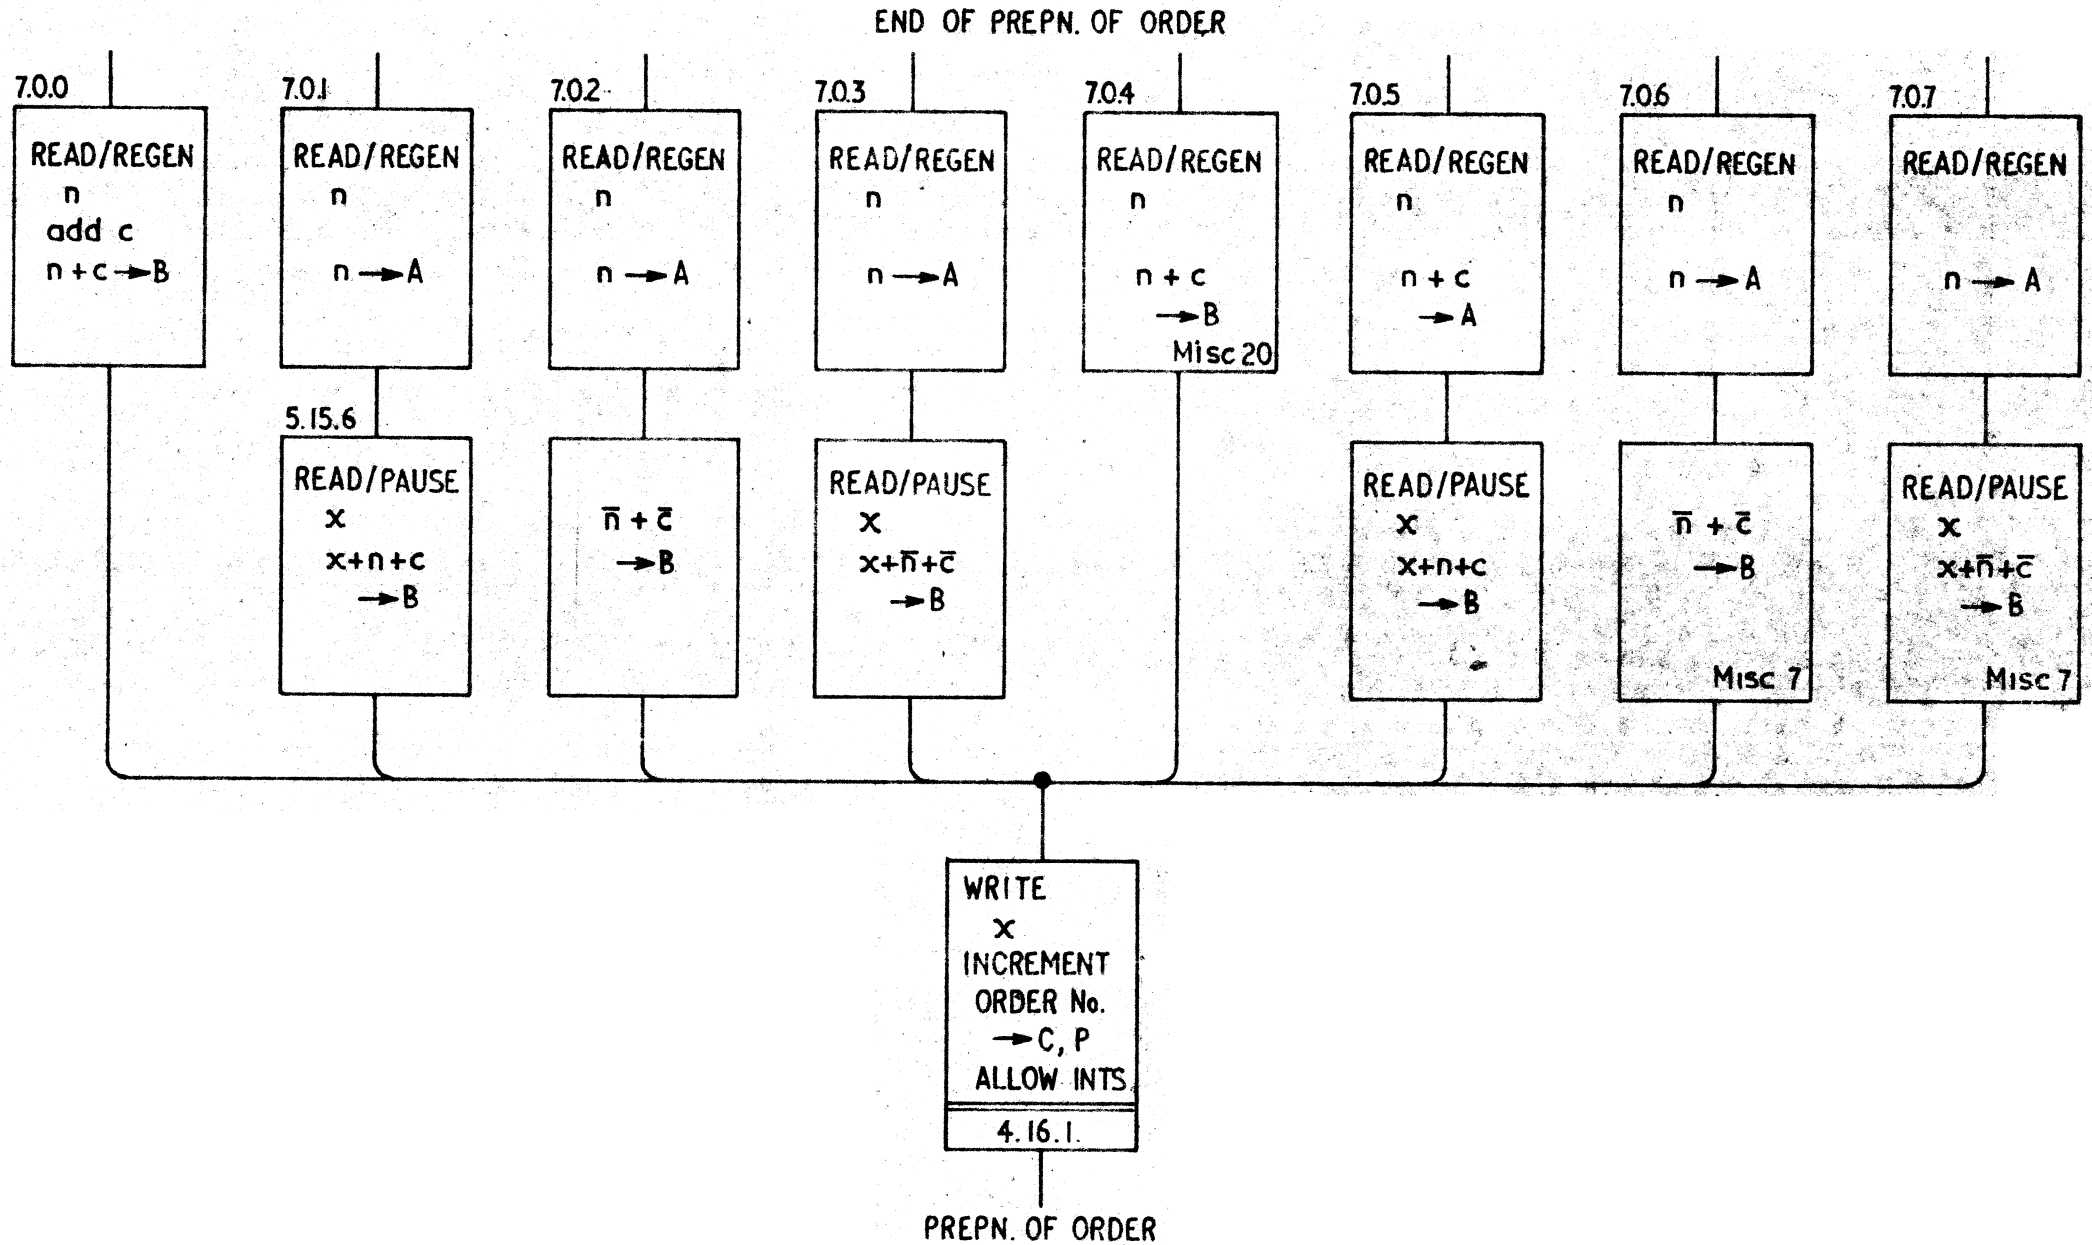 END OF PREPN. OF ORDER
7.0.0
READ/REGEN
n
add c
n + c → B
7.0.1
READ/REGEN
n
n → A
5.15.6
READ/PAUSE
x
x+n+c
→ B
7.0.2
READ/REGEN
n
n → A
n̅ + c̅
→ B
7.0.3
READ/REGEN
n
n → A
READ/PAUSE
x
x+n̅+c̅
→ B
7.0.4
READ/REGEN
n
n + c
→ B
Misc 20
7.0.5
READ/REGEN
n
n + c
→ A
READ/PAUSE
x
x+n+c
→ B
7.0.6
READ/REGEN
n
n → A
n̅ + c̅
→ B
Misc 7
7.0.7
READ/REGEN
n → A
READ/PAUSE
x
x+n̅+c̅
→ B
Misc 7
WRITE
x
INCREMENT
ORDER No.
→ C, P
ALLOW INTS
4.16.1.
PREPN. OF ORDER